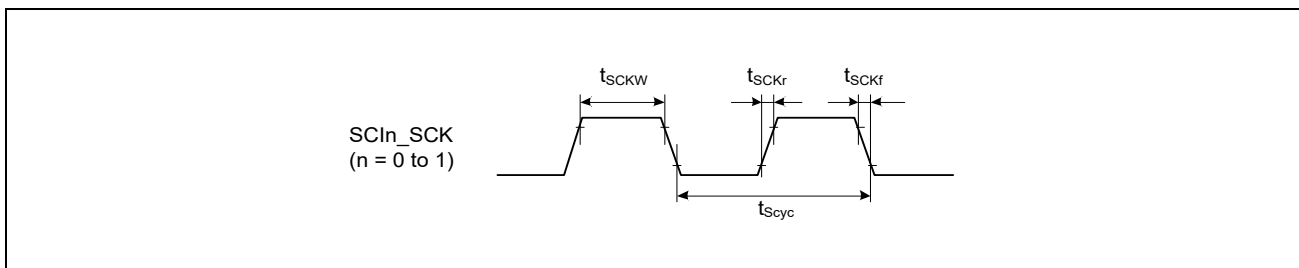 tSCKW
tSCKr
tSCKf
SCIn_SCK
(n = 0 to 1)
tScyc